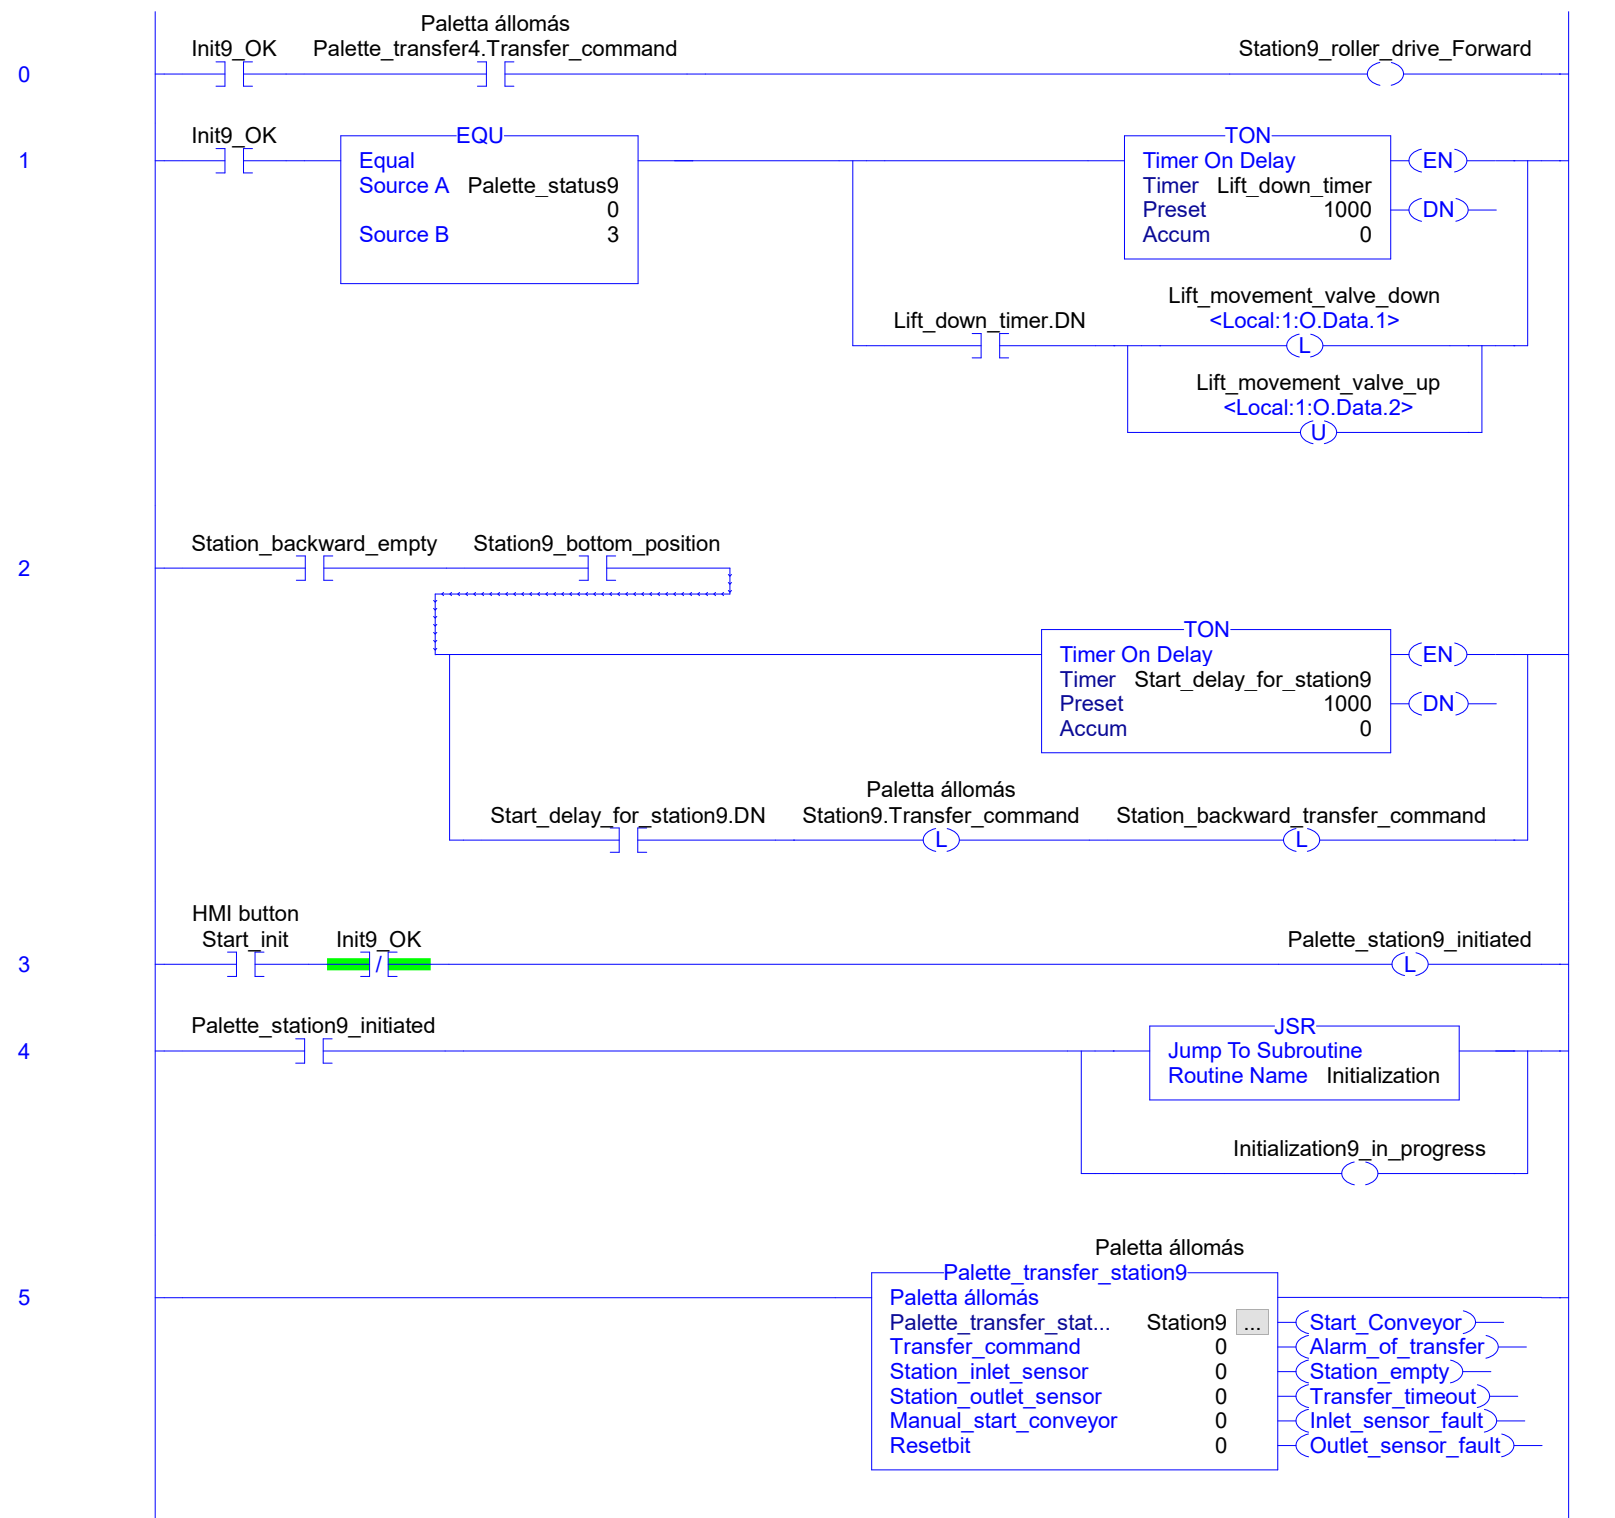 0
Init9_OK
Paletta állomás
Palette_transfer4.Transfer_command
Station9_roller_drive_Forward
1
Init9_OK
EQU
Equal
Source A Palette_status9
0
Source B 3
TON
Timer On Delay
Timer Lift_down_timer
Preset 1000
Accum 0
EN
DN
Lift_down_timer.DN
Lift_movement_valve_down
<Local:1:O.Data.1>
L
Lift_movement_valve_up
<Local:1:O.Data.2>
U
2
Station_backward_empty
Station9_bottom_position
TON
Timer On Delay
Timer Start_delay_for_station9
Preset 1000
Accum 0
EN
DN
Start_delay_for_station9.DN
Paletta állomás
Station9.Transfer_command
L
Station_backward_transfer_command
L
3
HMI button
Start_init
Init9_OK
/
Palette_station9_initiated
L
4
Palette_station9_initiated
JSR
Jump To Subroutine
Routine Name Initialization
Initialization9_in_progress
5
Paletta állomás
Palette_transfer_station9
Paletta állomás
Palette_transfer_stat... Station9 ...
Transfer_command 0
Station_inlet_sensor 0
Station_outlet_sensor 0
Manual_start_conveyor 0
Resetbit 0
Start_Conveyor
Alarm_of_transfer
Station_empty
Transfer_timeout
Inlet_sensor_fault
Outlet_sensor_fault